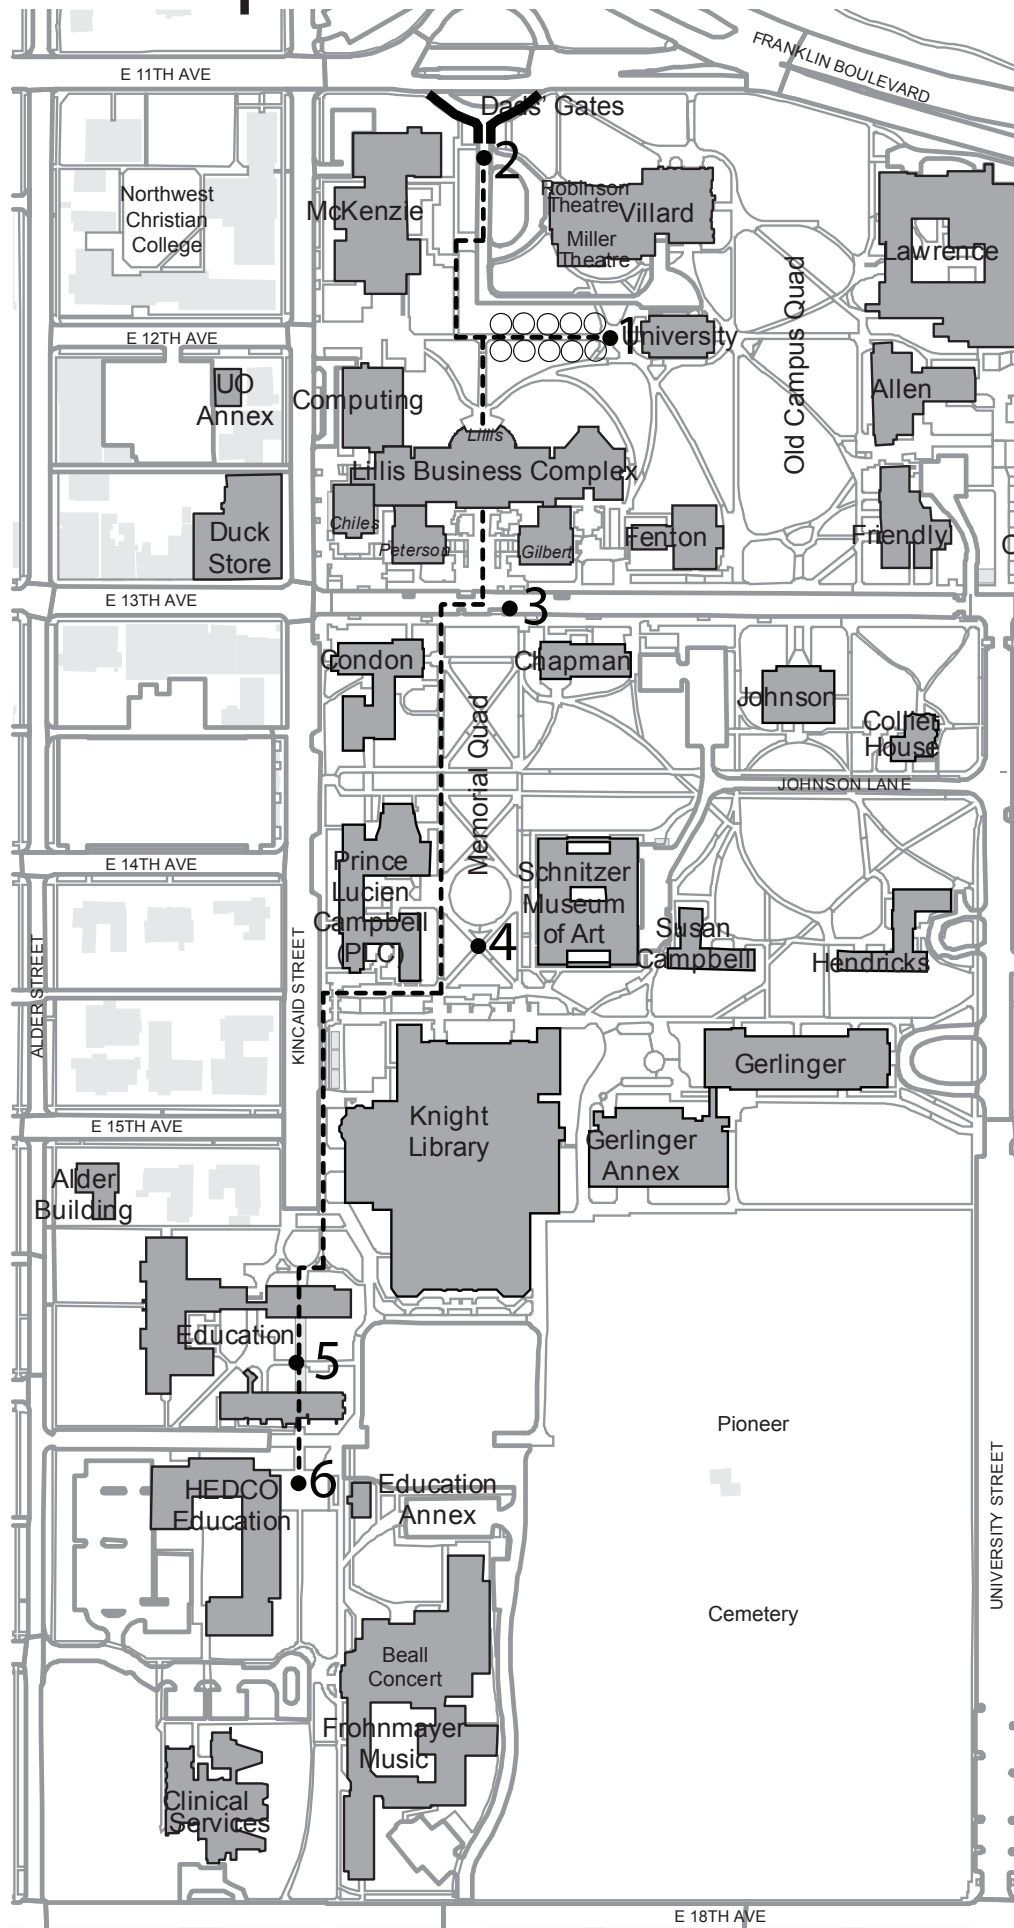 E 11TH AVE
FRANKLIN BOULEVARD
Dads' Gates
2
Northwest
Christian
College
McKenzie
Robinson
Theatre
Villard
Miller
Theatre
Lawrence
E 12TH AVE
1
University
Old Campus Quad
UO
Annex
Computing
Allen
Lillis
Lillis Business Complex
Duck
Store
Chiles
Peterson
Gilbert
Fenton
Friendly
E 13TH AVE
3
Condon
Chapman
Johnson
Collier
House
Memorial Quad
JOHNSON LANE
E 14TH AVE
Prince
Lucien
Campbell
(PLC)
Schnitzer
Museum
of Art
Susan
Campbell
Hendricks
4
ALDER STREET
KINCAID STREET
Gerlinger
Knight
Library
E 15TH AVE
Gerlinger
Annex
Alder
Building
Education
5
Pioneer
6
HEDCO
Education
Education
Annex
UNIVERSITY STREET
Cemetery
Beall
Concert
Frohnmayer
Music
Clinical
Services
E 18TH AVE